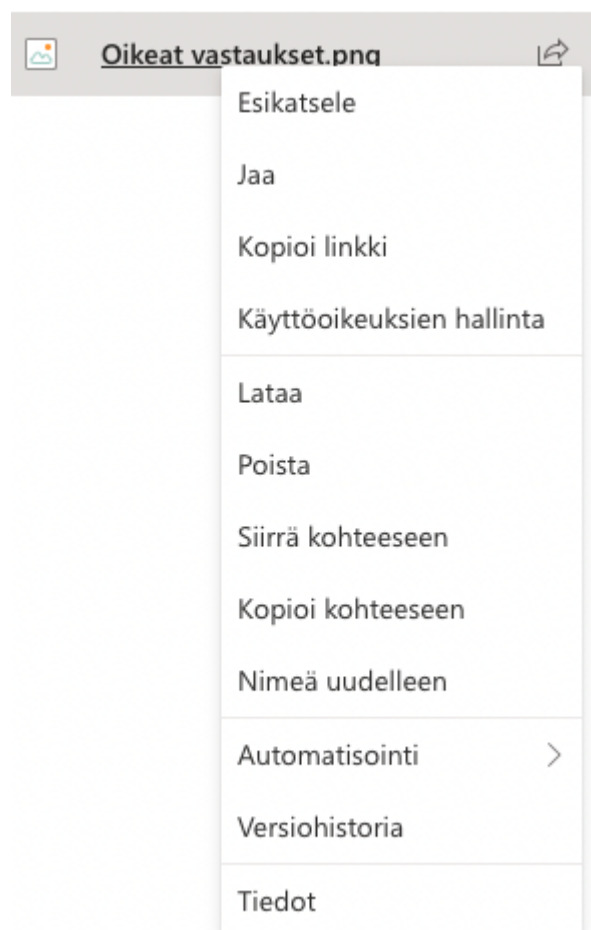 Oikeat vastaukset.png
Esikatsele
Jaa
Kopioi linkki
Käyttöoikeuksien hallinta
Lataa
Poista
Siirrä kohteeseen
Kopioi kohteeseen
Nimeä uudelleen
Automatisointi
Versiohistoria
Tiedot